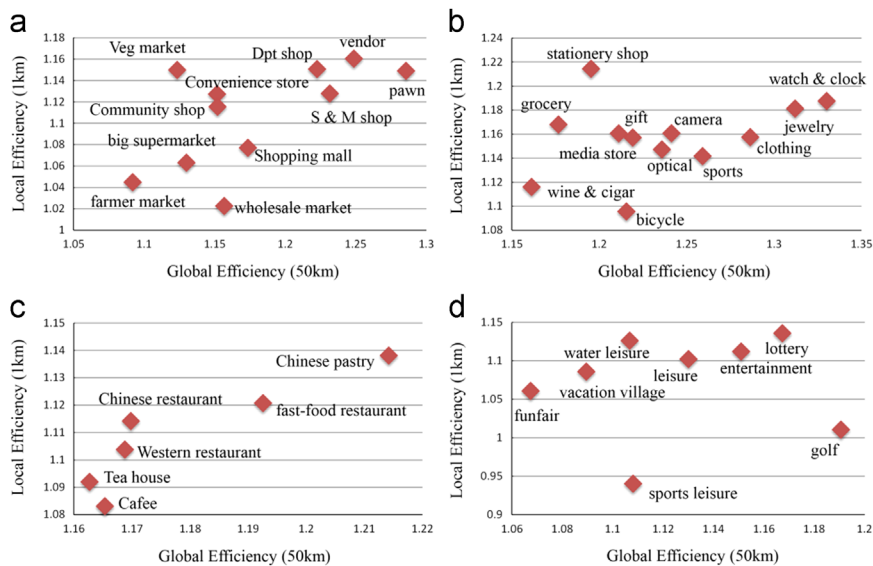 a
1.18
1.16
1.14
1.12
1.1
1.08
1.06
1.04
1.02
1
1.05
1.1
1.15
1.2
1.25
1.3
Local Efficiency (1km)
Global Efficiency (50km)
Veg market
Dpt shop
vendor
Convenience store
pawn
Community shop
S & M shop
big supermarket
Shopping mall
farmer market
wholesale market
b
1.24
1.22
1.2
1.18
1.16
1.14
1.12
1.1
1.08
1.15
1.2
1.25
1.3
1.35
Local Efficiency (1km)
Global Efficiency (50km)
stationery shop
watch & clock
grocery
gift
camera
jewelry
media store
optical
sports
clothing
wine & cigar
bicycle
c
1.15
1.14
1.13
1.12
1.11
1.1
1.09
1.08
1.16
1.17
1.18
1.19
1.2
1.21
1.22
Local Efficiency (1km)
Global Efficiency (50km)
Chinese pastry
Chinese restaurant
fast-food restaurant
Western restaurant
Tea house
Cafee
d
1.15
1.1
1.05
1
0.95
0.9
1.06
1.08
1.1
1.12
1.14
1.16
1.18
1.2
Local Efficiency (1km)
Global Efficiency (50km)
water leisure
lottery
leisure
entertainment
vacation village
funfair
golf
sports leisure